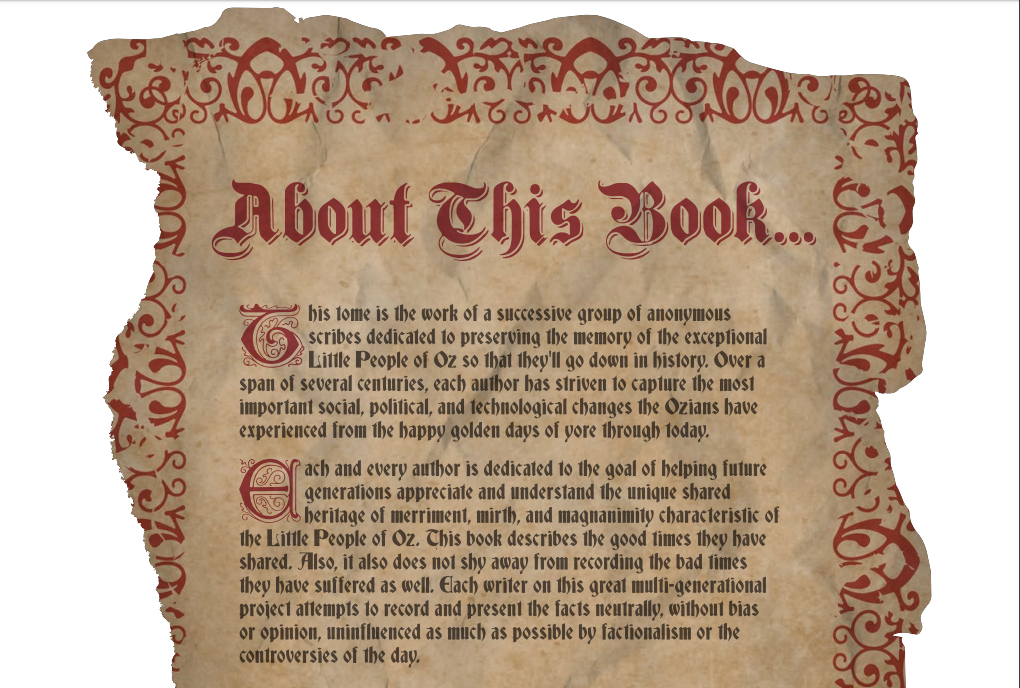 About This Book...
This tome is the work of a successive group of anonymous
scribes dedicated to preserving the memory of the exceptional
Little People of Oz so that they'll go down in history. Over a
span of several centuries, each author has striven to capture the most
important social, political, and technological changes the Ozians have
experienced from the happy golden days of yore through today.
Each and every author is dedicated to the goal of helping future
generations appreciate and understand the unique shared
heritage of merriment, mirth, and magnanimity characteristic of
the Little People of Oz. This book describes the good times they have
shared. Also, it also does not shy away from recording the bad times
they have suffered as well. Each writer on this great multi-generational
project attempts to record and present the facts neutrally, without bias
or opinion, uninfluenced as much as possible by factionalism or the
controversies of the day.